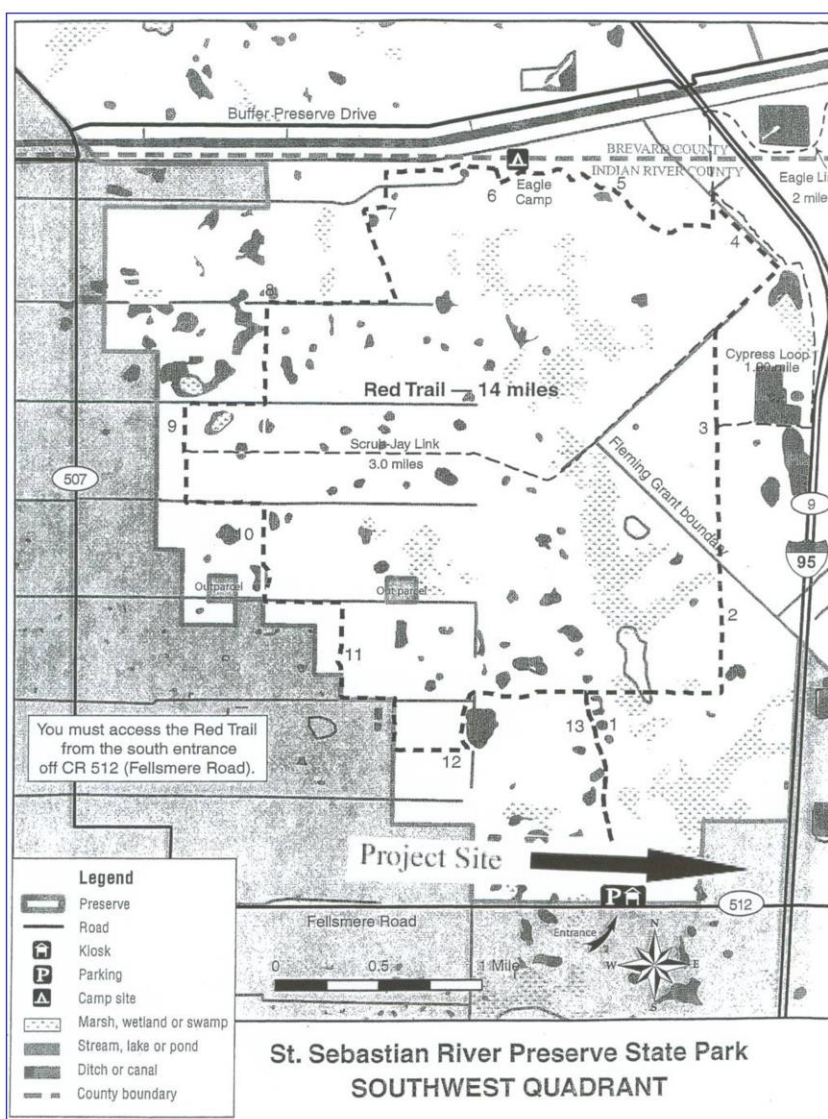 Buffer Preserve Drive
BREVARD COUNTY
INDIAN RIVER COUNTY
Eagle
Camp
Eagle Lin
2 mile
7
6
5
4
8
Cypress Loop
1.99 mile
Red Trail — 14 miles
9
Scrub-Jay Link
3.0 miles
3
507
Fleming Grant boundary
9
95
10
Outparcel
Outparcel
2
11
You must access the Red Trail
from the south entrance
off CR 512 (Fellsmere Road).
13
1
12
Project Site
Legend
Preserve
Road
Kiosk
P Parking
Camp site
Marsh, wetland or swamp
Stream, lake or pond
Ditch or canal
County boundary
P
512
Fellsmere Road
Entrance
N
W
E
S
0 0.5 1 Mile
St. Sebastian River Preserve State Park
SOUTHWEST QUADRANT